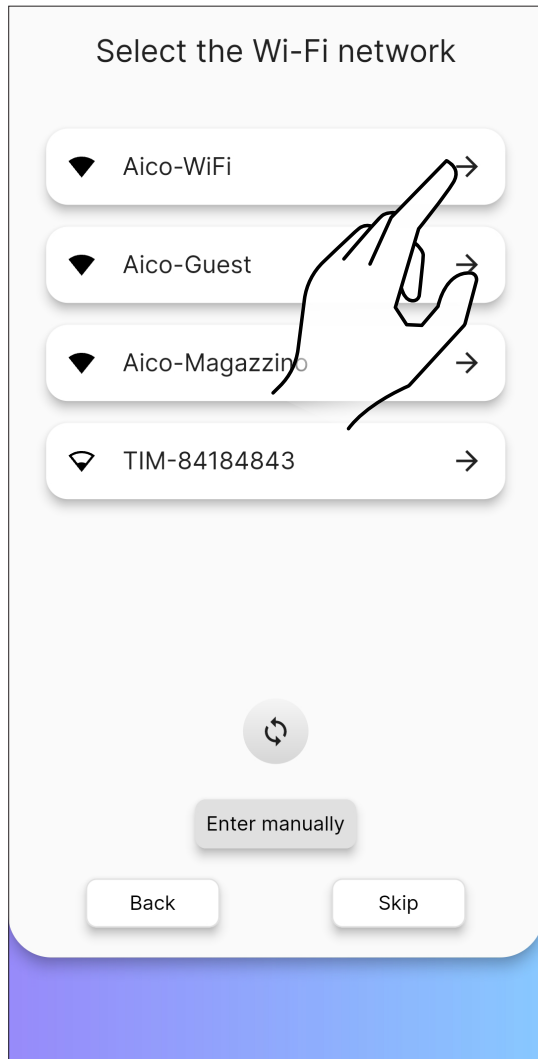 Select the Wi-Fi network
Aico-WiFi
Aico-Guest
Aico-Magazzino
TIM-84184843
Enter manually
Back
Skip